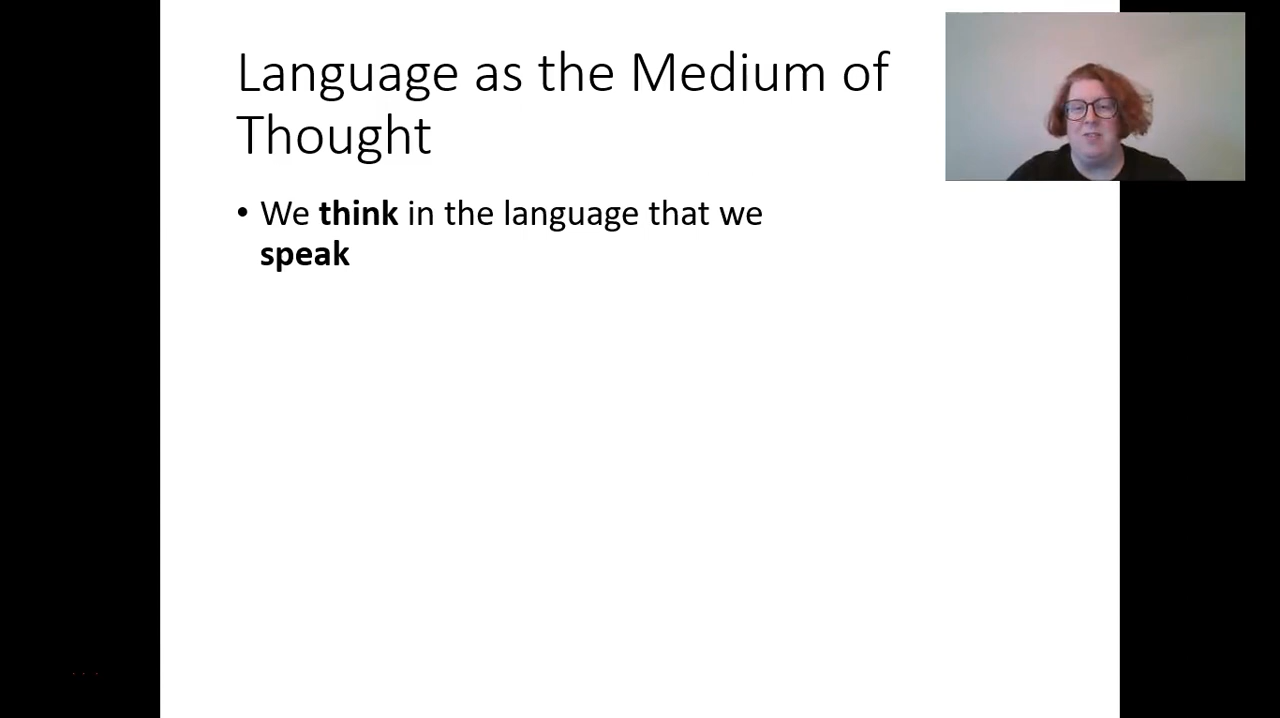 Language as the Medium of
Thought
• We think in the language that we
speak